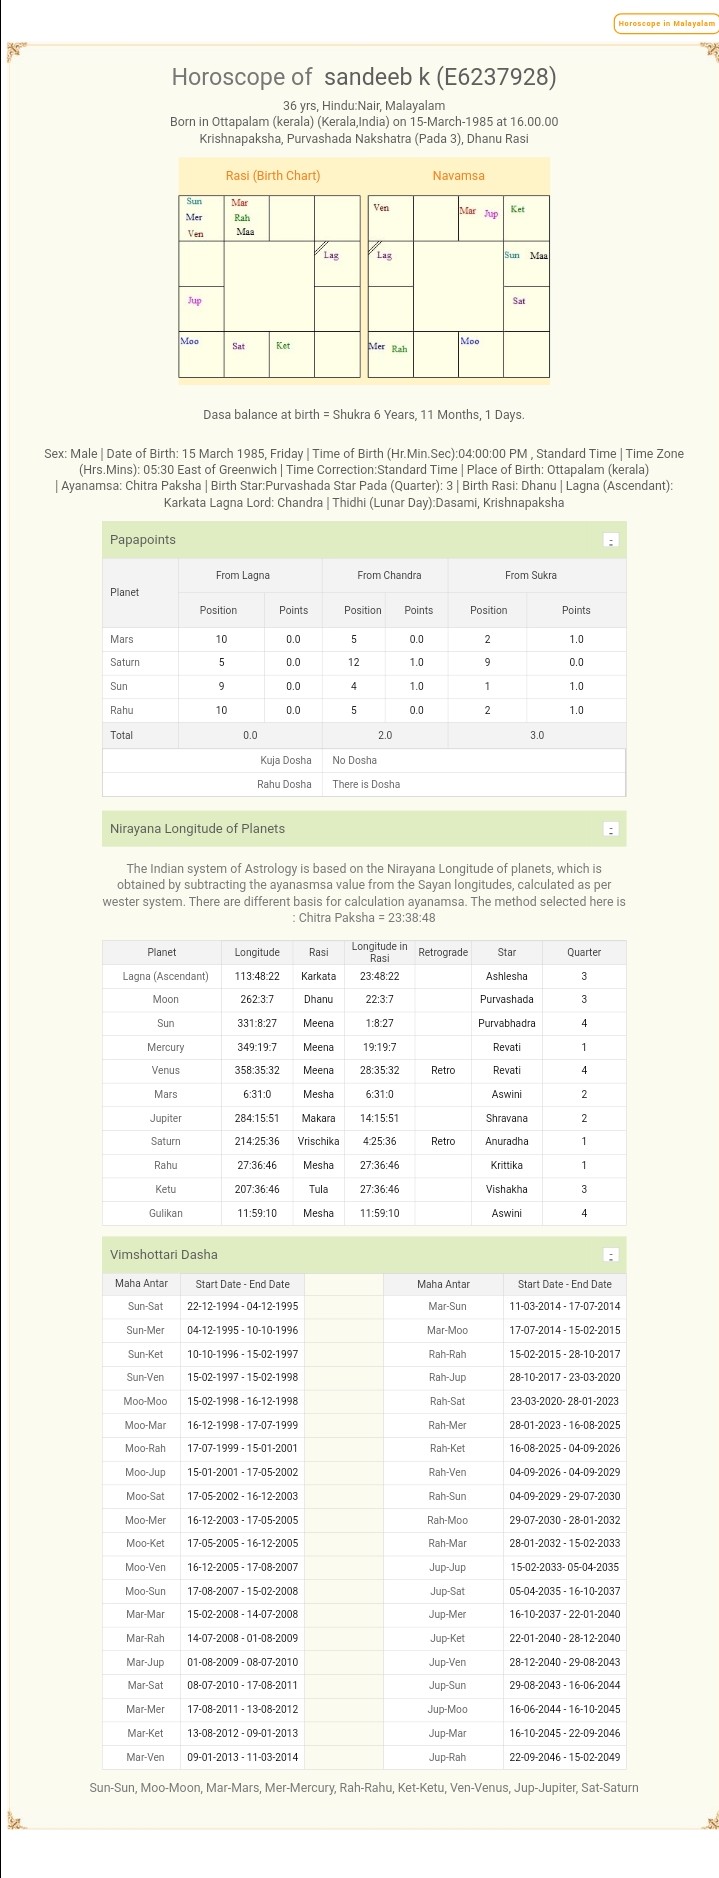 Horoscope in Malayalam
Horoscope of sandeeb k (E6237928)
36 yrs, Hindu:Nair, Malayalam
Born in Ottapalam (kerala) (Kerala,India) on 15-March-1985 at 16.00.00
Krishnapaksha, Purvashada Nakshatra (Pada 3), Dhanu Rasi
Rasi (Birth Chart) Navamsa
Sun Mar Ven Mar Jup Ket
Mer Rah
Ven Maa
Lag Lag Sun Maa
Jup Sat
Moo Sat Ket Mer Rah Moo
Dasa balance at birth = Shukra 6 Years, 11 Months, 1 Days.
Sex: Male | Date of Birth: 15 March 1985, Friday | Time of Birth (Hr.Min.Sec):04:00:00 PM , Standard Time | Time Zone
(Hrs.Mins): 05:30 East of Greenwich | Time Correction:Standard Time | Place of Birth: Ottapalam (kerala)
| Ayanamsa: Chitra Paksha | Birth Star:Purvashada Star Pada (Quarter): 3 | Birth Rasi: Dhanu | Lagna (Ascendant):
Karkata Lagna Lord: Chandra | Thidhi (Lunar Day):Dasami, Krishnapaksha
Papapoints
Planet From Lagna From Chandra From Sukra
Position Points Position Points Position Points
Mars 10 0.0 5 0.0 2 1.0
Saturn 5 0.0 12 1.0 9 0.0
Sun 9 0.0 4 1.0 1 1.0
Rahu 10 0.0 5 0.0 2 1.0
Total 0.0 2.0 3.0
Kuja Dosha No Dosha
Rahu Dosha There is Dosha
Nirayana Longitude of Planets
The Indian system of Astrology is based on the Nirayana Longitude of planets, which is
obtained by subtracting the ayanasmsa value from the Sayan longitudes, calculated as per
wester system. There are different basis for calculation ayanamsa. The method selected here is
: Chitra Paksha = 23:38:48
Planet Longitude Rasi Longitude in Rasi Retrograde Star Quarter
Lagna (Ascendant) 113:48:22 Karkata 23:48:22 Ashlesha 3
Moon 262:3:7 Dhanu 22:3:7 Purvashada 3
Sun 331:8:27 Meena 1:8:27 Purvabhadra 4
Mercury 349:19:7 Meena 19:19:7 Revati 1
Venus 358:35:32 Meena 28:35:32 Retro Revati 4
Mars 6:31:0 Mesha 6:31:0 Aswini 2
Jupiter 284:15:51 Makara 14:15:51 Shravana 2
Saturn 214:25:36 Vrischika 4:25:36 Retro Anuradha 1
Rahu 27:36:46 Mesha 27:36:46 Krittika 1
Ketu 207:36:46 Tula 27:36:46 Vishakha 3
Gulikan 11:59:10 Mesha 11:59:10 Aswini 4
Vimshottari Dasha
Maha Antar Start Date - End Date Maha Antar Start Date - End Date
Sun-Sat 22-12-1994 - 04-12-1995 Mar-Sun 11-03-2014 - 17-07-2014
Sun-Mer 04-12-1995 - 10-10-1996 Mar-Moo 17-07-2014 - 15-02-2015
Sun-Ket 10-10-1996 - 15-02-1997 Rah-Rah 15-02-2015 - 28-10-2017
Sun-Ven 15-02-1997 - 15-02-1998 Rah-Jup 28-10-2017 - 23-03-2020
Moo-Moo 15-02-1998 - 16-12-1998 Rah-Sat 23-03-2020- 28-01-2023
Moo-Mar 16-12-1998 - 17-07-1999 Rah-Mer 28-01-2023 - 16-08-2025
Moo-Rah 17-07-1999 - 15-01-2001 Rah-Ket 16-08-2025 - 04-09-2026
Moo-Jup 15-01-2001 - 17-05-2002 Rah-Ven 04-09-2026 - 04-09-2029
Moo-Sat 17-05-2002 - 16-12-2003 Rah-Sun 04-09-2029 - 29-07-2030
Moo-Mer 16-12-2003 - 17-05-2005 Rah-Moo 29-07-2030 - 28-01-2032
Moo-Ket 17-05-2005 - 16-12-2005 Rah-Mar 28-01-2032 - 15-02-2033
Moo-Ven 16-12-2005 - 17-08-2007 Jup-Jup 15-02-2033- 05-04-2035
Moo-Sun 17-08-2007 - 15-02-2008 Jup-Sat 05-04-2035 - 16-10-2037
Mar-Mar 15-02-2008 - 14-07-2008 Jup-Mer 16-10-2037 - 22-01-2040
Mar-Rah 14-07-2008 - 01-08-2009 Jup-Ket 22-01-2040 - 28-12-2040
Mar-Jup 01-08-2009 - 08-07-2010 Jup-Ven 28-12-2040 - 29-08-2043
Mar-Sat 08-07-2010 - 17-08-2011 Jup-Sun 29-08-2043 - 16-06-2044
Mar-Mer 17-08-2011 - 13-08-2012 Jup-Moo 16-06-2044 - 16-10-2045
Mar-Ket 13-08-2012 - 09-01-2013 Jup-Mar 16-10-2045 - 22-09-2046
Mar-Ven 09-01-2013 - 11-03-2014 Jup-Rah 22-09-2046 - 15-02-2049
Sun-Sun, Moo-Moon, Mar-Mars, Mer-Mercury, Rah-Rahu, Ket-Ketu, Ven-Venus, Jup-Jupiter, Sat-Saturn